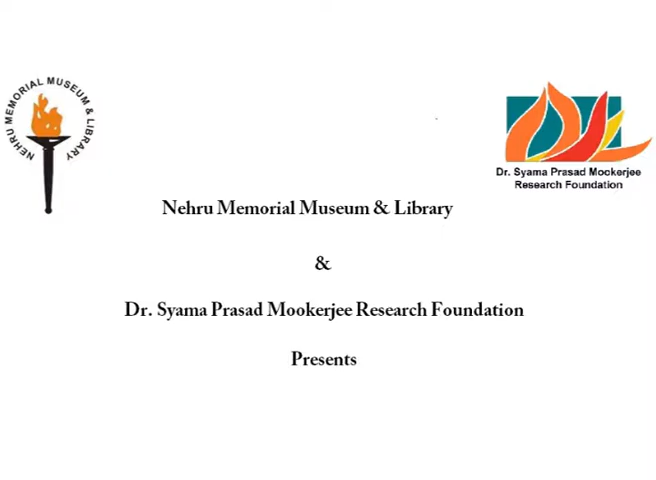 NEHRU MEMORIAL MUSEUM & LIBRARY
Dr. Syama Prasad Mookerjee
Research Foundation
Nehru Memorial Museum & Library
&
Dr. Syama Prasad Mookerjee Research Foundation
Presents